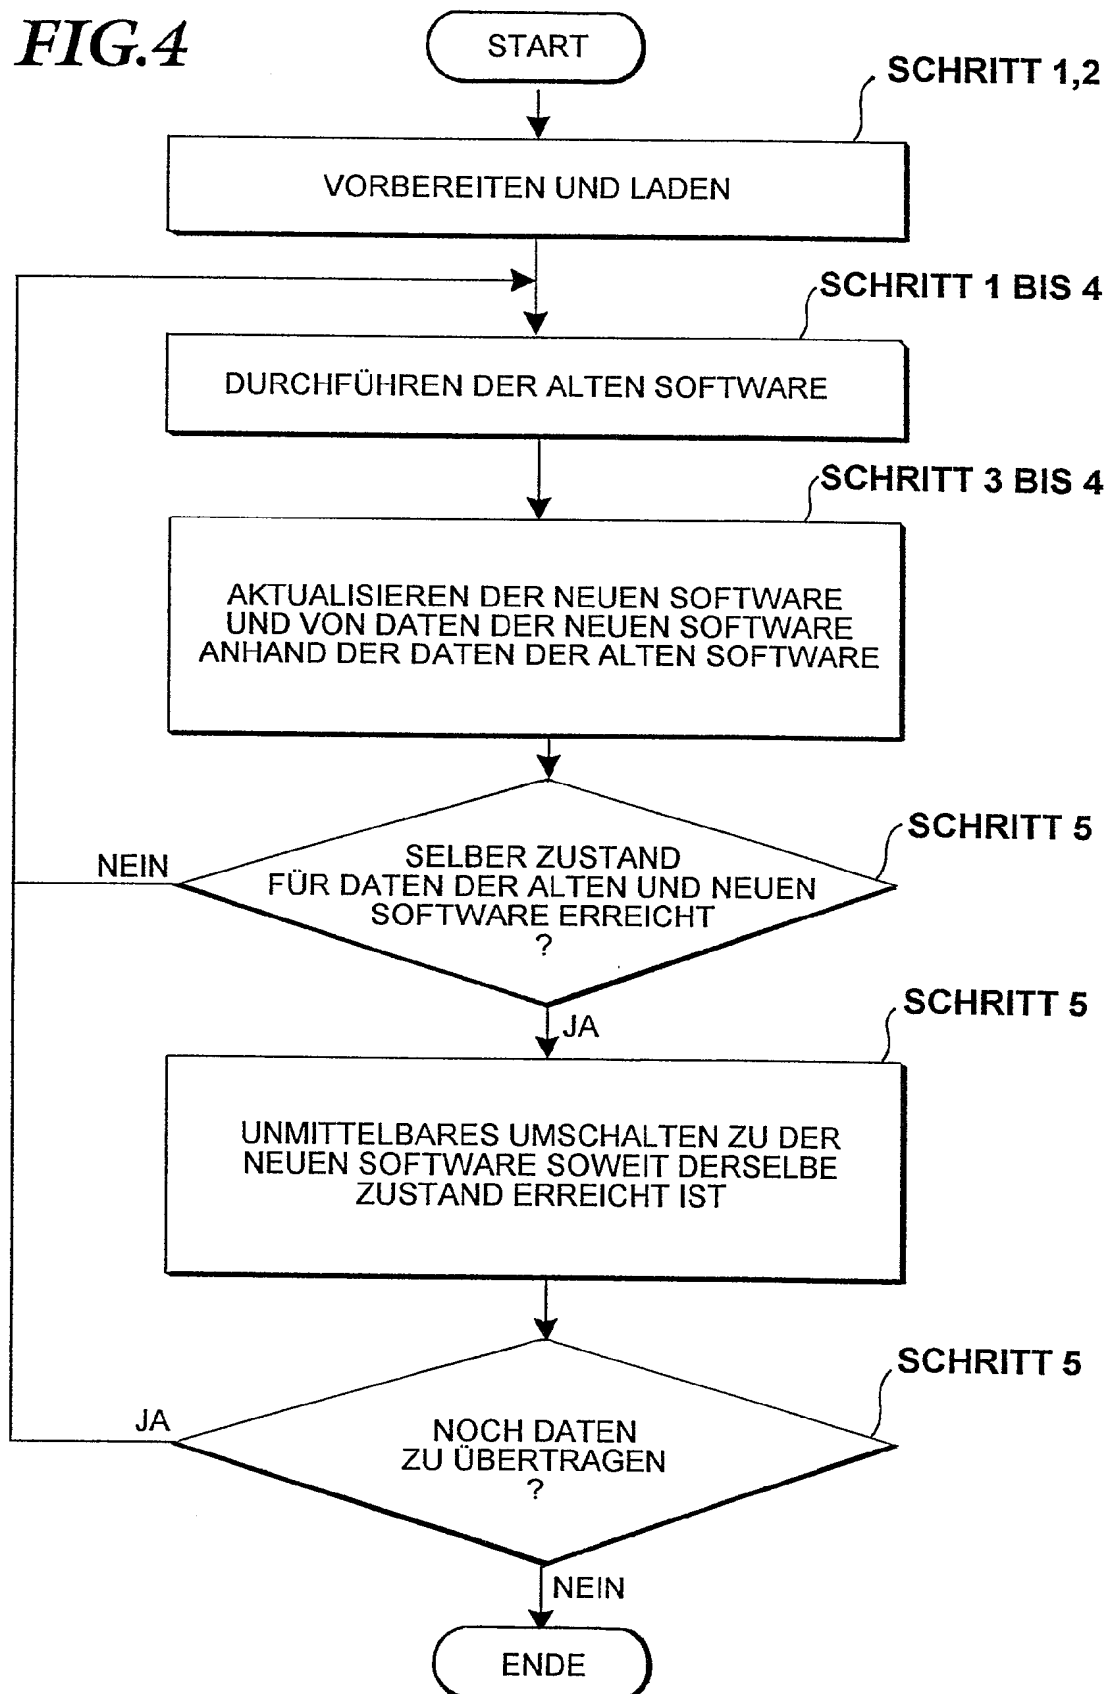 FIG.4
START
SCHRITT 1,2
VORBEREITEN UND LADEN
SCHRITT 1 BIS 4
DURCHFÜHREN DER ALTEN SOFTWARE
SCHRITT 3 BIS 4
AKTUALISIEREN DER NEUEN SOFTWARE
UND VON DATEN DER NEUEN SOFTWARE
ANHAND DER DATEN DER ALTEN SOFTWARE
SCHRITT 5
NEIN
SELBER ZUSTAND
FÜR DATEN DER ALTEN UND NEUEN
SOFTWARE ERREICHT
?
SCHRITT 5
JA
UNMITTELBARES UMSCHALTEN ZU DER
NEUEN SOFTWARE SOWEIT DERSELBE
ZUSTAND ERREICHT IST
SCHRITT 5
JA
NOCH DATEN
ZU ÜBERTRAGEN
?
NEIN
ENDE